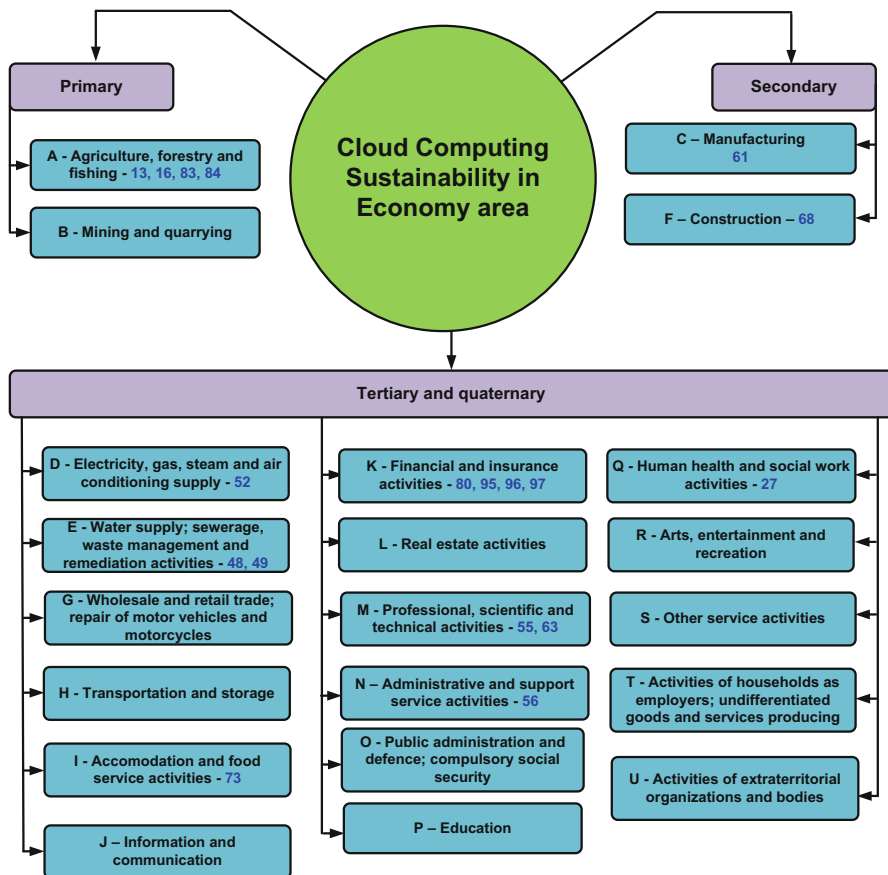 Primary
Cloud Computing
Sustainability in
Economy area
Secondary
A - Agriculture, forestry and
fishing - 13, 16, 83, 84
B - Mining and quarrying
C – Manufacturing
61
F – Construction – 68
Tertiary and quaternary
D - Electricity, gas, steam and air
conditioning supply - 52
E - Water supply; sewerage,
waste management and
remediation activities - 48, 49
G - Wholesale and retail trade;
repair of motor vehicles and
motorcycles
H - Transportation and storage
I - Accomodation and food
service activities - 73
J – Information and
communication
K - Financial and insurance
activities - 80, 95, 96, 97
L - Real estate activities
M - Professional, scientific and
technical activities - 55, 63
N – Administrative and support
service activities - 56
O - Public administration and
defence; compulsory social
security
P – Education
Q - Human health and social work
activities - 27
R – Arts, entertainment and
recreation
S - Other service activities
T – Activities of households as
employers; undifferentiated
goods and services producing
U - Activities of extraterritorial
organizations and bodies